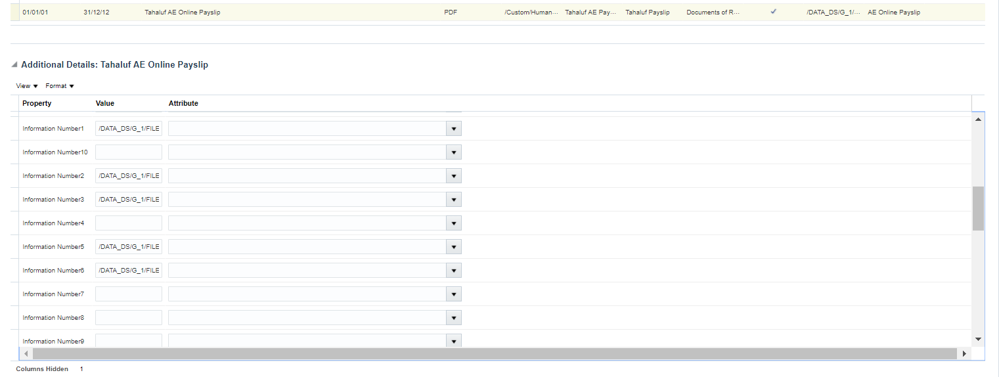 01/01/01 31/12/12 Tahaluf AE Online Payslip PDF /Custom/Human... Tahaluf AE Pay... Tahaluf Payslip Documents of R... /DATA_DS/G_1/... AE Online Payslip
Additional Details: Tahaluf AE Online Payslip
View Format
Property Value Attribute
Information Number1 /DATA_DS/G_1/FILE
Information Number10
Information Number2 /DATA_DS/G_1/FILE
Information Number3 /DATA_DS/G_1/FILE
Information Number4
Information Number5 /DATA_DS/G_1/FILE
Information Number6 /DATA_DS/G_1/FILE
Information Number7
Information Number8
Information Number9
Columns Hidden 1